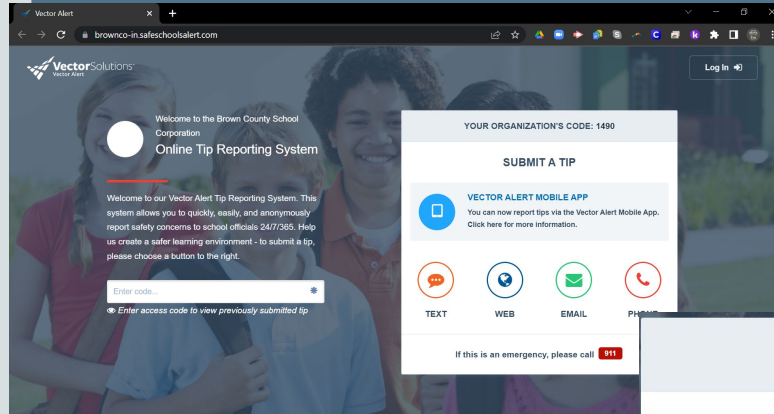 Vector Alert
brownco-in.safeschoolsalert.com
VectorSolutions
Vector Alert
Log In
Welcome to the Brown County School
Corporation
Online Tip Reporting System
Welcome to our Vector Alert Tip Reporting System. This
system allows you to quickly, easily, and anonymously
report safety concerns to school officials 24/7/365. Help
us create a safer learning environment - to submit a tip,
please choose a button to the right.
Enter code...
Enter access code to view previously submitted tip
YOUR ORGANIZATION'S CODE: 1490
SUBMIT A TIP
VECTOR ALERT MOBILE APP
You can now report tips via the Vector Alert Mobile App.
Click here for more information.
TEXT WEB EMAIL PHONE
If this is an emergency, please call 911